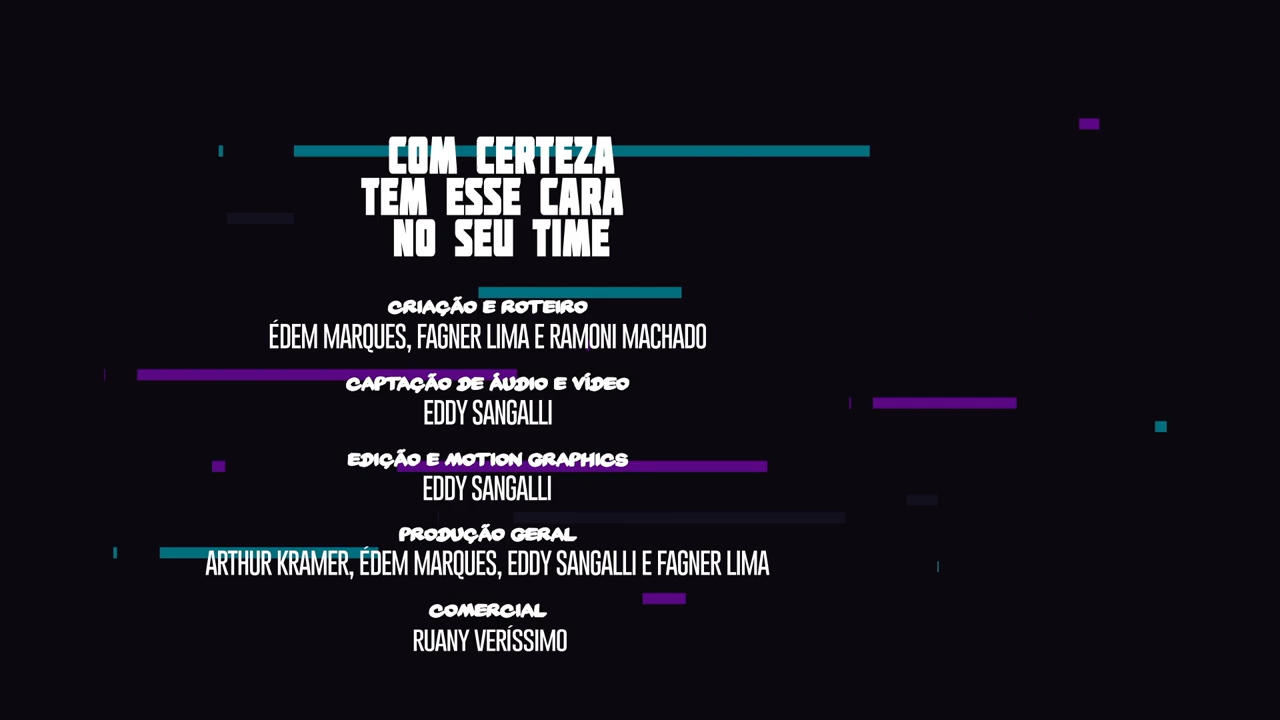 COM CERTEZA
TEM ESSE CARA
NO SEU TIME
CRIAÇÃO E ROTEIRO
ÉDEM MARQUES, FAGNER LIMA E RAMONI MACHADO
CAPTAÇÃO DE ÁUDIO E VÍDEO
EDDY SANGALLI
EDIÇÃO E MOTION GRAPHICS
EDDY SANGALLI
PRODUÇÃO GERAL
ARTHUR KRAMER, ÉDEM MARQUES, EDDY SANGALLI E FAGNER LIMA
COMERCIAL
RUANY VERÍSSIMO